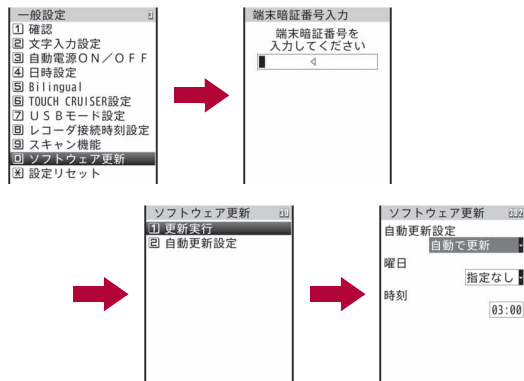 一般設定
1 確認
2 文字入力設定
3 自動電源ON/OFF
4 日時設定
5 Bilingual
6 TOUCH CRUISER設定
7 USBモード設定
8 レコーダ接続時刻設定
9 スキャン機能
0 ソフトウェア更新
* 設定リセット
端末暗証番号入力
端末暗証番号を
入力してください
ソフトウェア更新
1 更新実行
2 自動更新設定
ソフトウェア更新
自動更新設定
自動で更新
曜日
指定なし
時刻
03:00